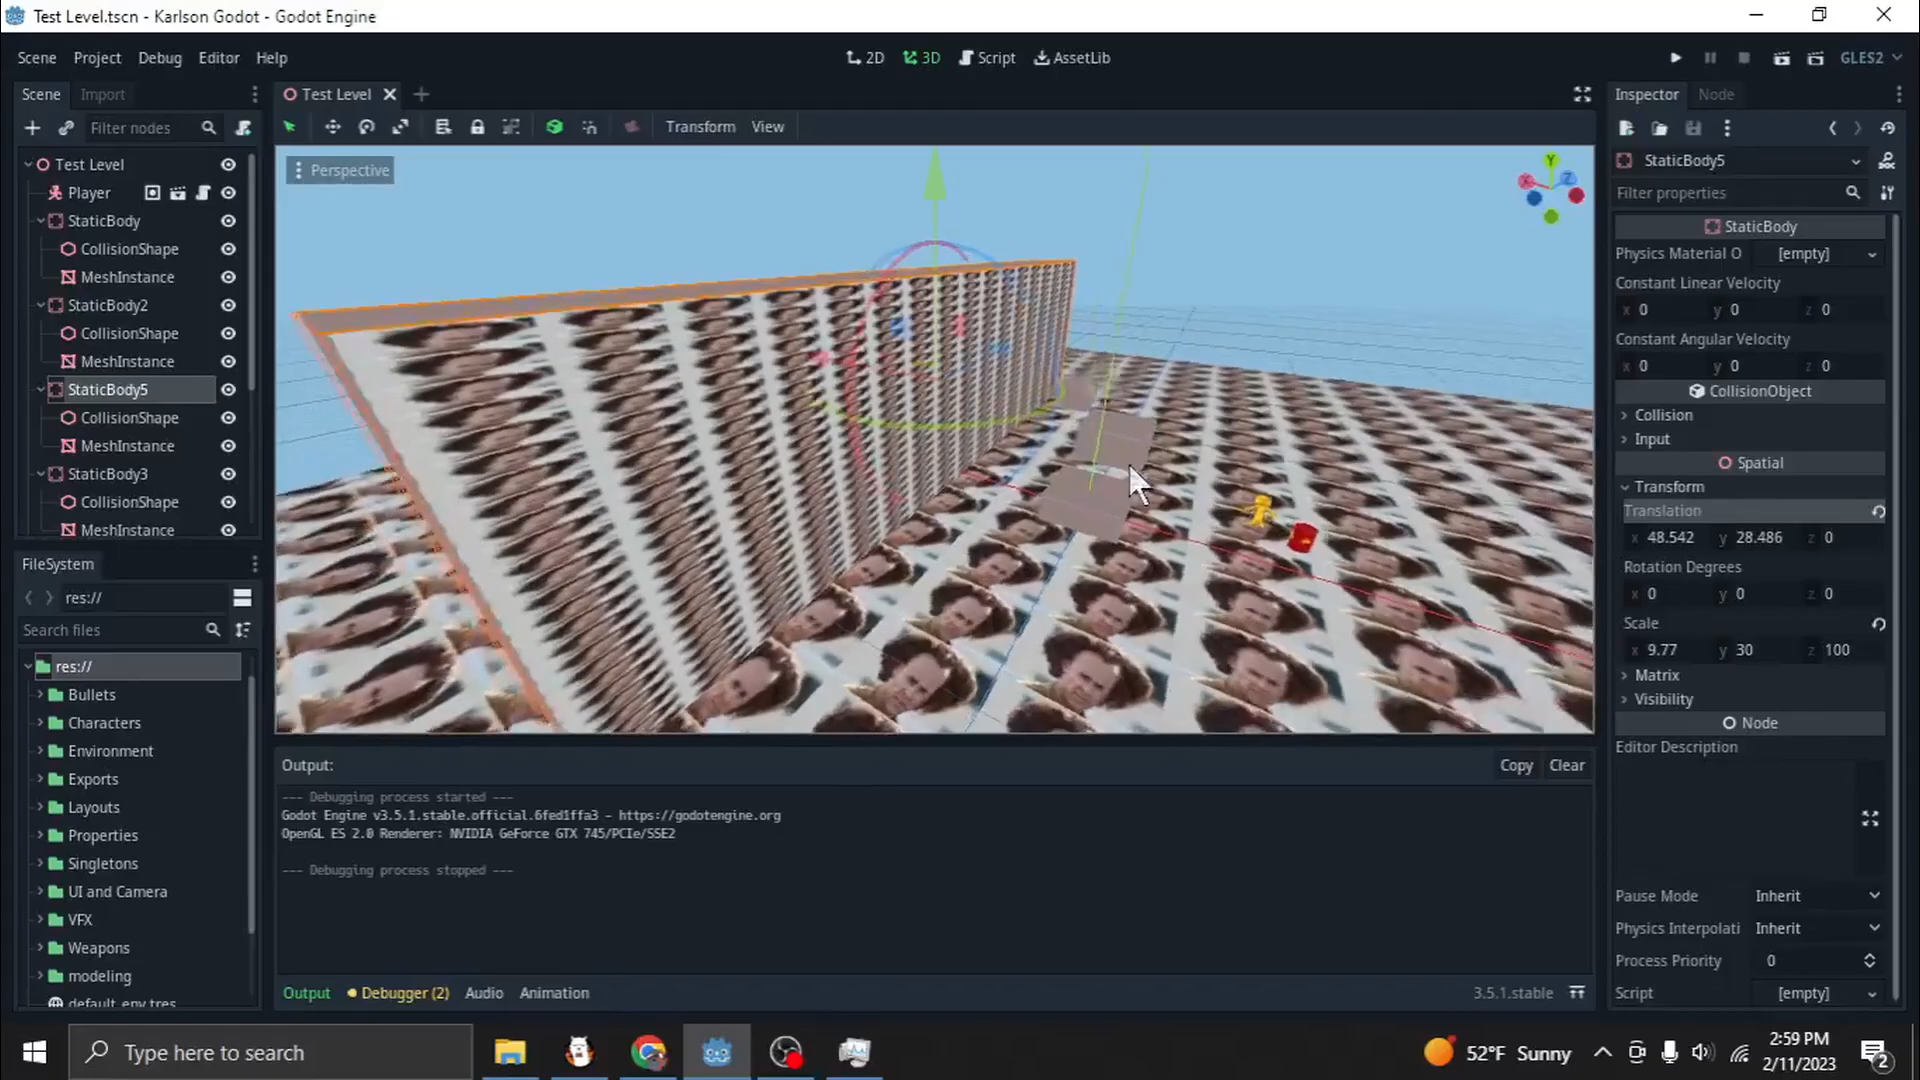 Test Level.tscn - Karlson Godot - Godot Engine
Scene Project Debug Editor Help
2D 3D Script AssetLib
GLES2
Scene Import
Filter nodes
Test Level
Player
StaticBody
CollisionShape
MeshInstance
StaticBody2
CollisionShape
MeshInstance
StaticBody5
CollisionShape
MeshInstance
StaticBody3
CollisionShape
MeshInstance
FileSystem
res://
Search files
res://
Bullets
Characters
Environment
Exports
Layouts
Properties
Singletons
UI and Camera
VFX
Weapons
modeling
default_env.tres
Test Level
Transform View
Perspective
Y
X
Z
Output:
Copy Clear
--- Debugging process started ---
Godot Engine v3.5.1.stable.official.6fed1ffa3 - https://godotengine.org
OpenGL ES 2.0 Renderer: NVIDIA GeForce GTX 745/PCIe/SSE2
--- Debugging process stopped ---
Output Debugger (2) Audio Animation
3.5.1.stable
Inspector Node
StaticBody5
Filter properties
StaticBody
Physics Material O [empty]
Constant Linear Velocity
x 0 y 0 z 0
Constant Angular Velocity
x 0 y 0 z 0
CollisionObject
Collision
Input
Spatial
Transform
Translation
x 48.542 y 28.486 z 0
Rotation Degrees
x 0 y 0 z 0
Scale
x 9.77 y 30 z 100
Matrix
Visibility
Node
Editor Description
Pause Mode Inherit
Physics Interpolati Inherit
Process Priority 0
Script [empty]
Type here to search
52°F Sunny
2:59 PM
2/11/2023
2